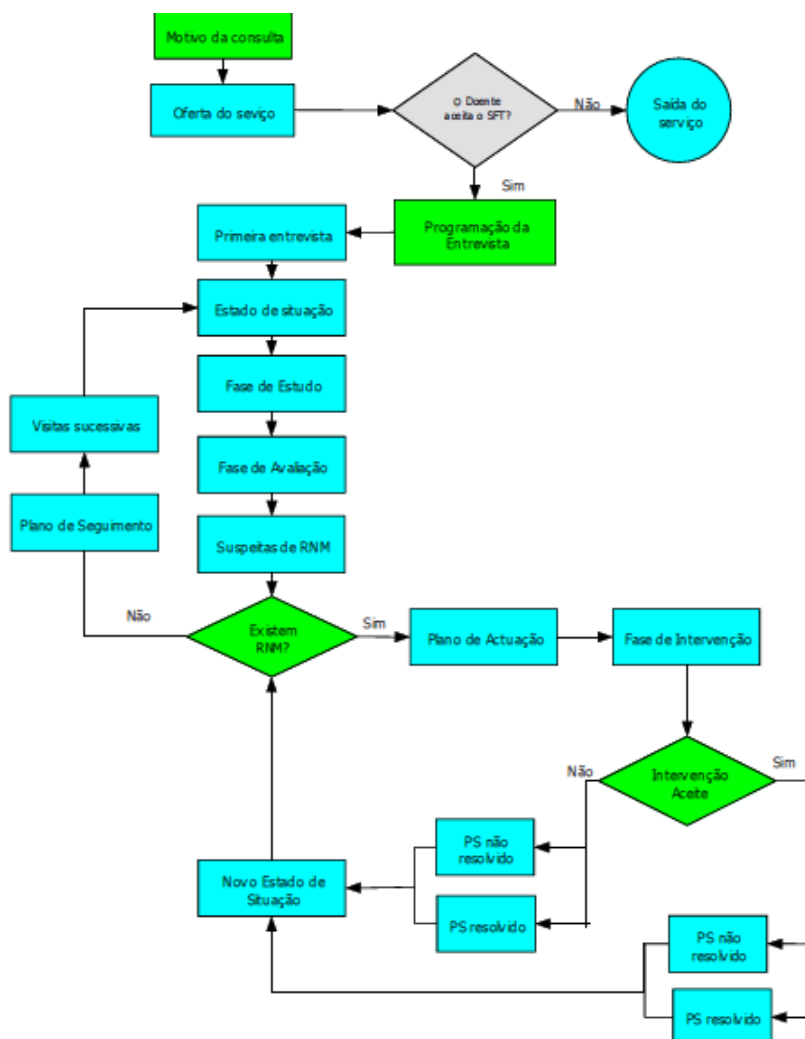 Motivo da consulta
Oferta do seviço
O Doente
aceita o SFT?
Não
Saída do
serviço
Sim
Programação da
Entrevista
Primeira entrevista
Estado de situação
Fase de Estudo
Visitas sucessivas
Fase de Avaliação
Plano de Seguimento
Suspeitas de RNM
Não
Existem
RNM?
Sim
Plano de Actuação
Fase de Intervenção
Não
Intervenção
Aceite
Sim
PS não
resolvido
Novo Estado de
Situação
PS resolvido
PS não
resolvido
PS resolvido